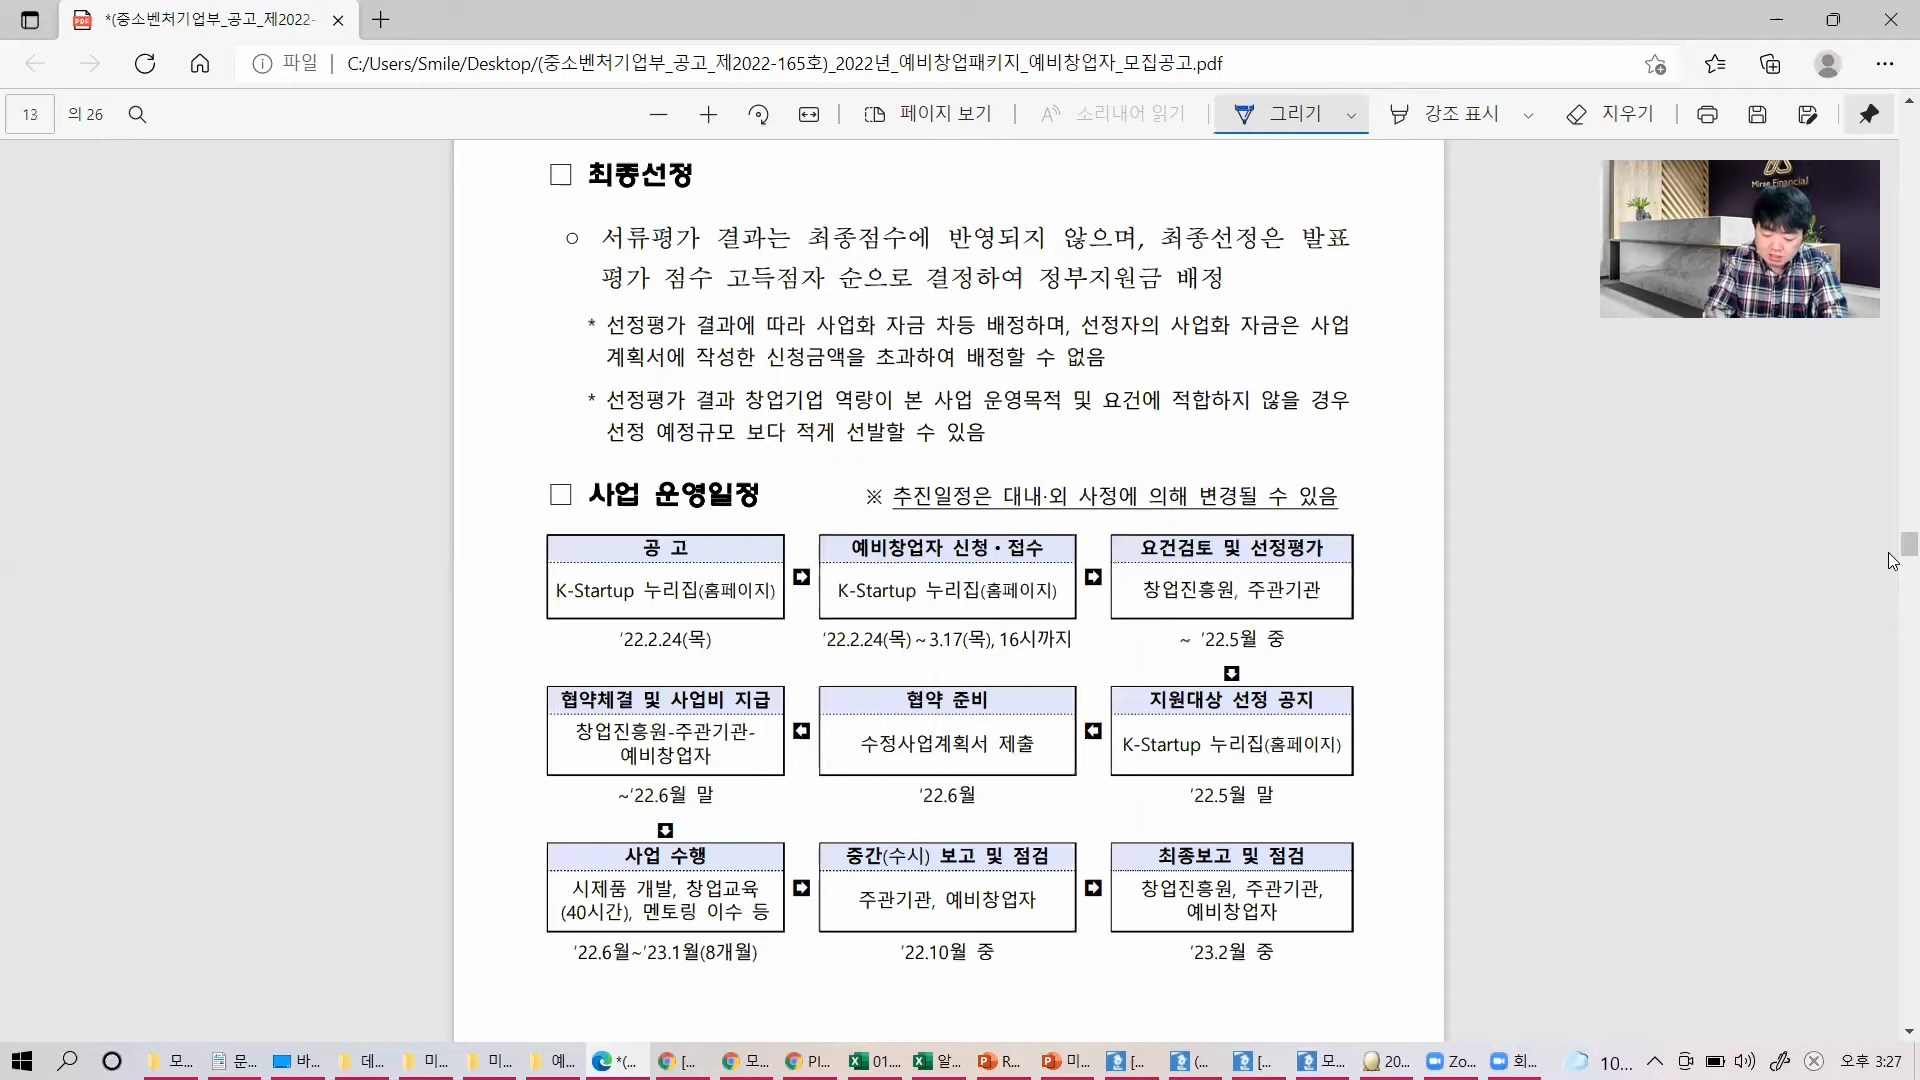 *(중소벤처기업부_공고_제2022-
파일
C:/Users/Smile/Desktop/(중소벤처기업부_공고_제2022-165호)_2022년_예비창업패키지_예비창업자_모집공고.pdf
13 의 26 페이지 보기 소리내어 읽기 그리기 강조 표시 지우기
□ 최종선정
Mirae Financial
○ 서류평가 결과는 최종점수에 반영되지 않으며, 최종선정은 발표
평가 점수 고득점자 순으로 결정하여 정부지원금 배정
* 선정평가 결과에 따라 사업화 자금 차등 배정하며, 선정자의 사업화 자금은 사업
계획서에 작성한 신청금액을 초과하여 배정할 수 없음
* 선정평가 결과 창업기업 역량이 본 사업 운영목적 및 요건에 적합하지 않을 경우
선정 예정규모 보다 적게 선발할 수 있음
□ 사업 운영일정 ※ 추진일정은 대내·외 사정에 의해 변경될 수 있음
공 고
K-Startup 누리집(홈페이지)
'22.2.24(목)
예비창업자 신청・접수
K-Startup 누리집(홈페이지)
'22.2.24(목) ~ 3.17(목), 16시까지
요건검토 및 선정평가
창업진흥원, 주관기관
~ '22.5월 중
지원대상 선정 공지
K-Startup 누리집(홈페이지)
'22.5월 말
협약 준비
수정사업계획서 제출
'22.6월
협약체결 및 사업비 지급
창업진흥원-주관기관-
예비창업자
~'22.6월 말
사업 수행
시제품 개발, 창업교육
(40시간), 멘토링 이수 등
'22.6월~'23.1월(8개월)
중간(수시) 보고 및 점검
주관기관, 예비창업자
'22.10월 중
최종보고 및 점검
창업진흥원, 주관기관,
예비창업자
'23.2월 중
모... 문... 바... 데... 미... 미... 예... *(... [... 모... Pl... 01... 알... R... 미... [... (... [... 모... 20... Zo... 회... 10... 오후 3:27